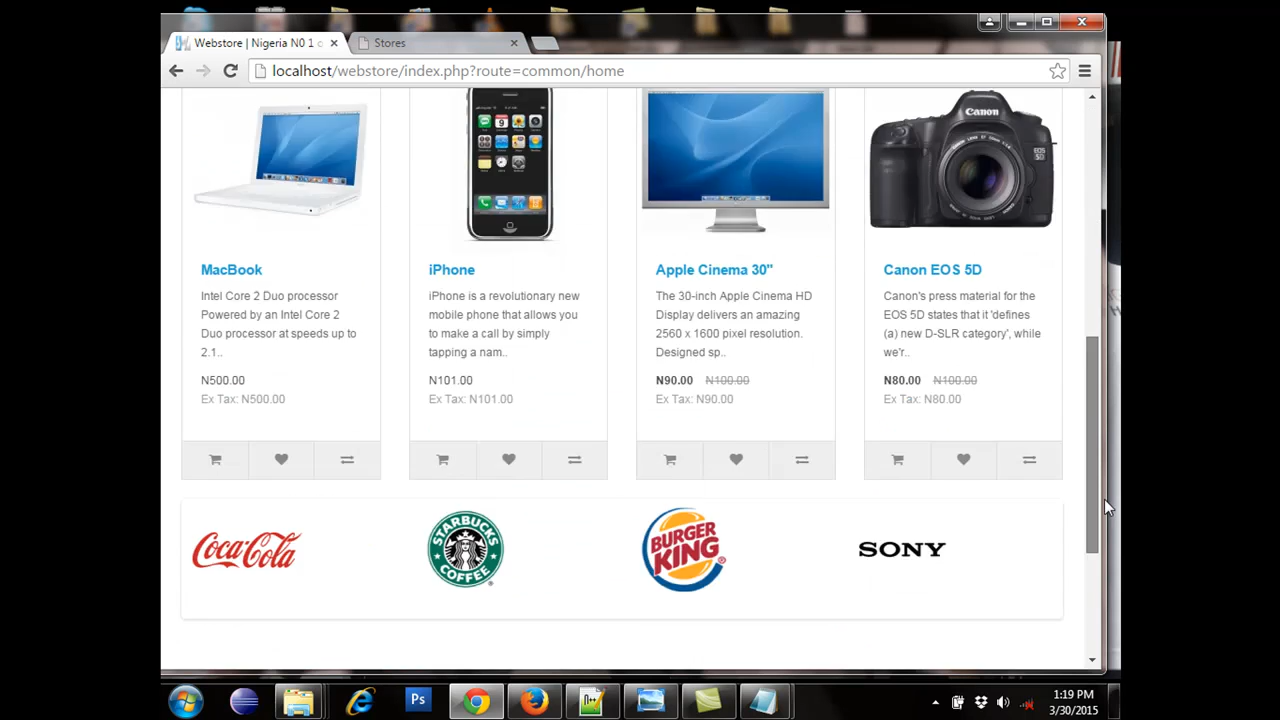 Webstore | Nigeria N0 1 o
Stores
localhost/webstore/index.php?route=common/home
MacBook
Intel Core 2 Duo processor
Powered by an Intel Core 2
Duo processor at speeds up to
2.1..
N500.00
Ex Tax: N500.00
iPhone
iPhone is a revolutionary new
mobile phone that allows you
to make a call by simply
tapping a nam..
N101.00
Ex Tax: N101.00
Apple Cinema 30"
The 30-inch Apple Cinema HD
Display delivers an amazing
2560 x 1600 pixel resolution.
Designed sp..
N90.00 N100.00
Ex Tax: N90.00
Canon
Canon EOS 5D
Canon's press material for the
EOS 5D states that it 'defines
(a) new D-SLR category', while
we'r..
N80.00 N100.00
Ex Tax: N80.00
Coca-Cola
STARBUCKS
COFFEE
BURGER
KING
SONY
Ps
1:19 PM
3/30/2015